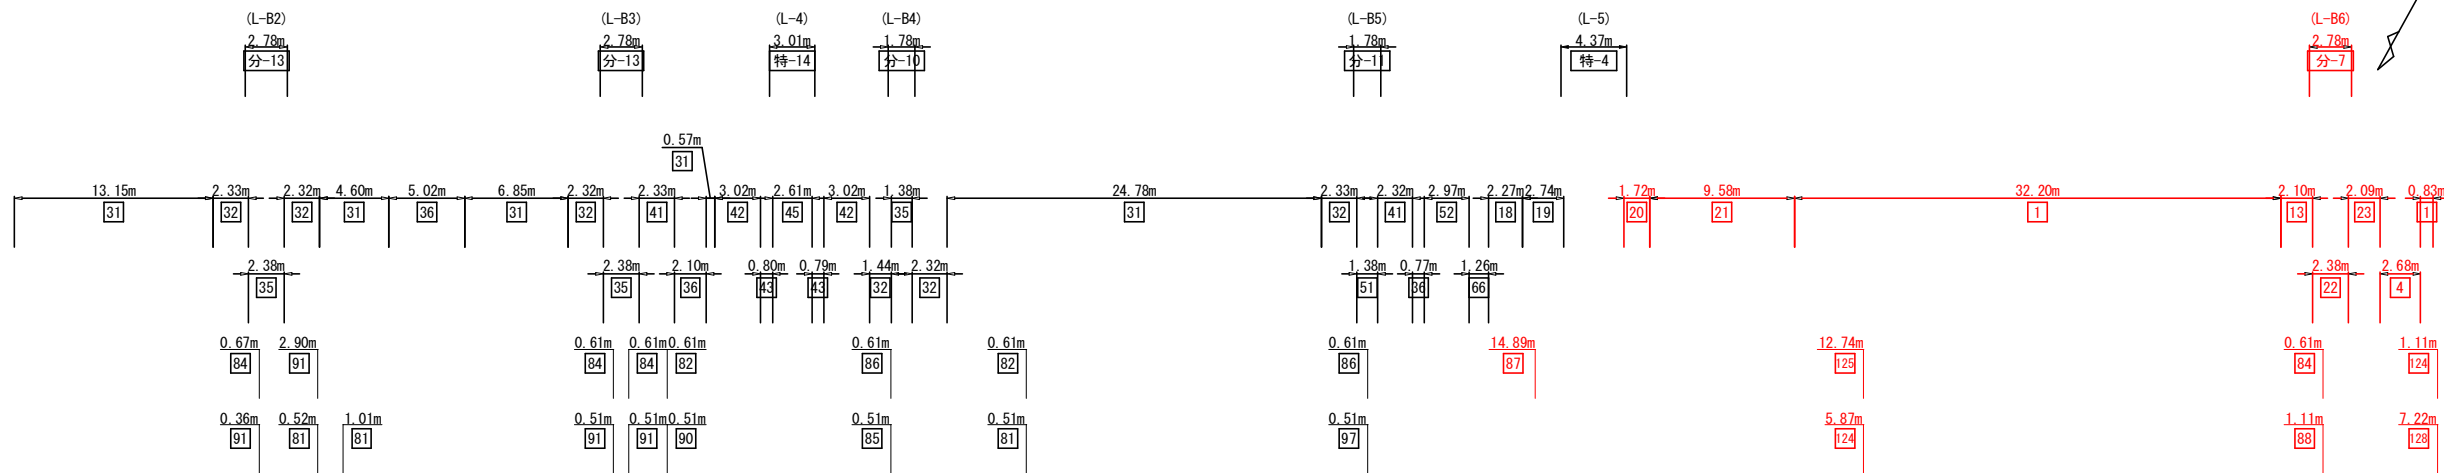 (L-B2) (L-B3) (L-4) (L-B4) (L-B5) (L-5) (L-B6)
2.78m 2.78m 3.01m 1.78m 1.78m 4.37m 2.78m
分-13 分-13 特-14 分-10 分-11 特-4 分-7
0.57m
31
13.15m 2.33m 2.32m 4.60m 5.02m 6.85m 2.32m 2.33m 3.02m 2.61m 3.02m 1.38m 24.78m 2.33m 2.32m 2.97m 2.27m 2.74m 1.72m 9.58m 32.20m 2.10m 2.09m 0.83m
31 32 32 31 36 31 32 41 42 45 42 35 31 32 41 52 18 19 20 21 1 13 23 1
2.38m 2.38m 2.10m 0.80m 0.79m 1.44m 2.32m 1.38m 0.77m 1.26m 2.38m 2.68m
35 35 36 43 43 32 32 51 36 66 22 4
0.67m 2.90m 0.61m 0.61m 0.61m 0.61m 0.61m 0.61m 14.89m 12.74m 0.61m 1.11m
84 91 84 84 82 86 82 86 87 125 84 124
0.36m 0.52m 1.01m 0.51m 0.51m 0.51m 0.51m 0.51m 0.51m 5.87m 1.11m 7.22m
91 81 81 91 91 90 85 81 97 124 88 128